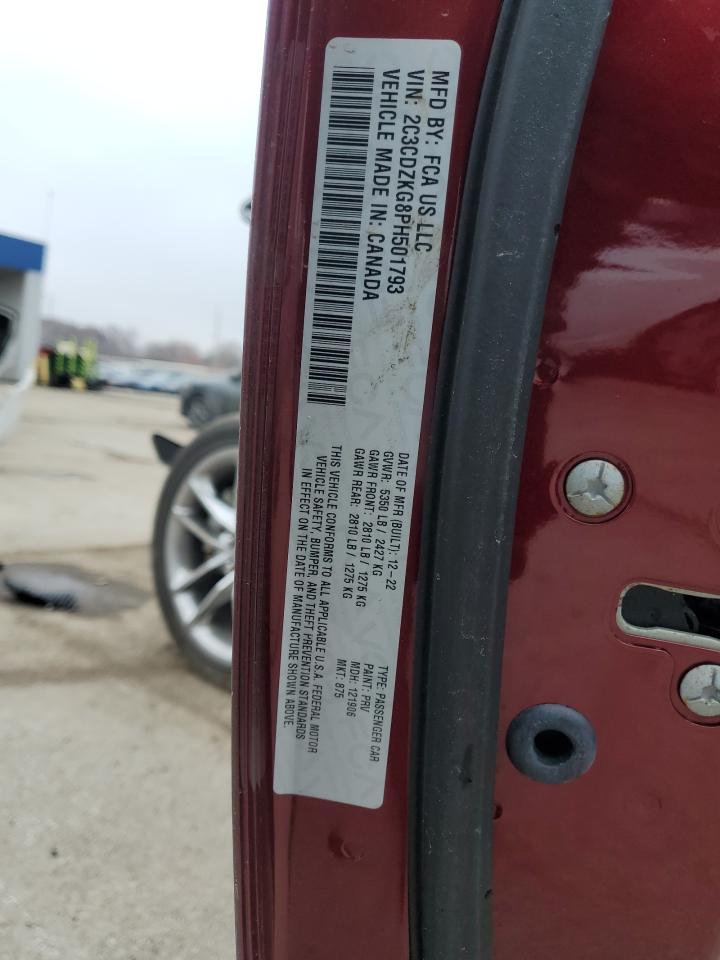 MFD BY: FCA US LLC
VIN: 2C3CDZKG8PH501793
VEHICLE MADE IN: CANADA
DATE OF MFR (BUILT): 12-22
GVWR: 5350 LB / 2427 KG
GAWR FRONT: 2810 LB / 1275 KG
GAWR REAR: 2810 LB / 1275 KG
THIS VEHICLE CONFORMS TO ALL APPLICABLE U.S.A. FEDERAL MOTOR
VEHICLE SAFETY, BUMPER, AND THEFT PREVENTION STANDARDS
IN EFFECT ON THE DATE OF MANUFACTURE SHOWN ABOVE.
TYPE: PASSENGER CAR
PAINT: PRV
MDH: 121906
MKT: 875